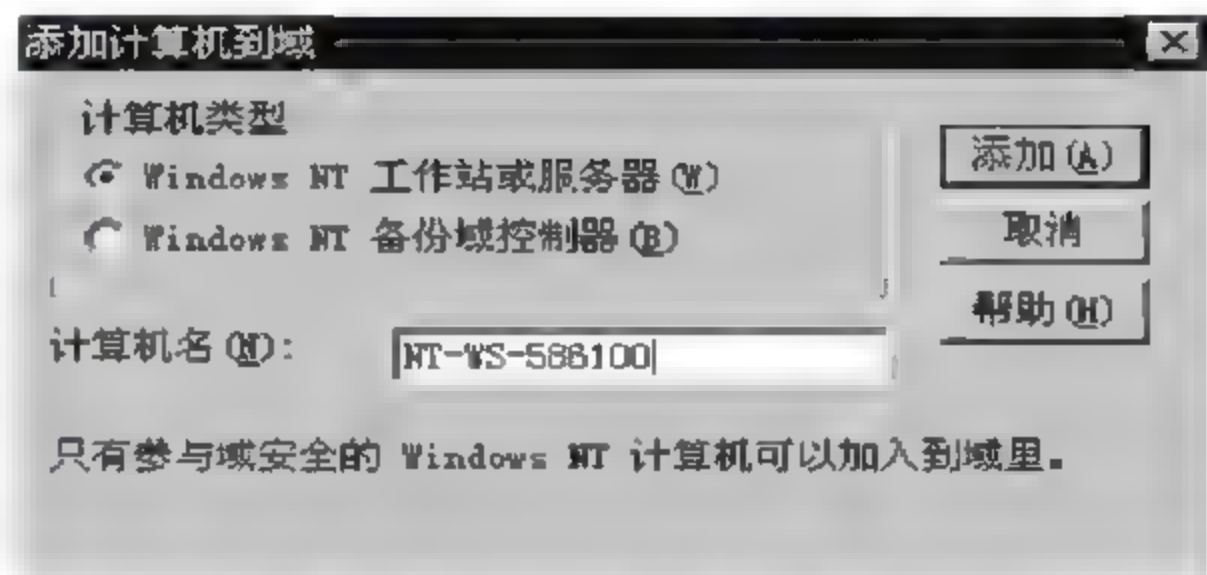 添加计算机到域
计算机类型
Windows NT 工作站或服务器(W)
Windows NT 备份域控制器(B)
添加(A)
取消
帮助(H)
计算机名(N):
NT-WS-586100
只有参与域安全的 Windows NT 计算机可以加入到域里。